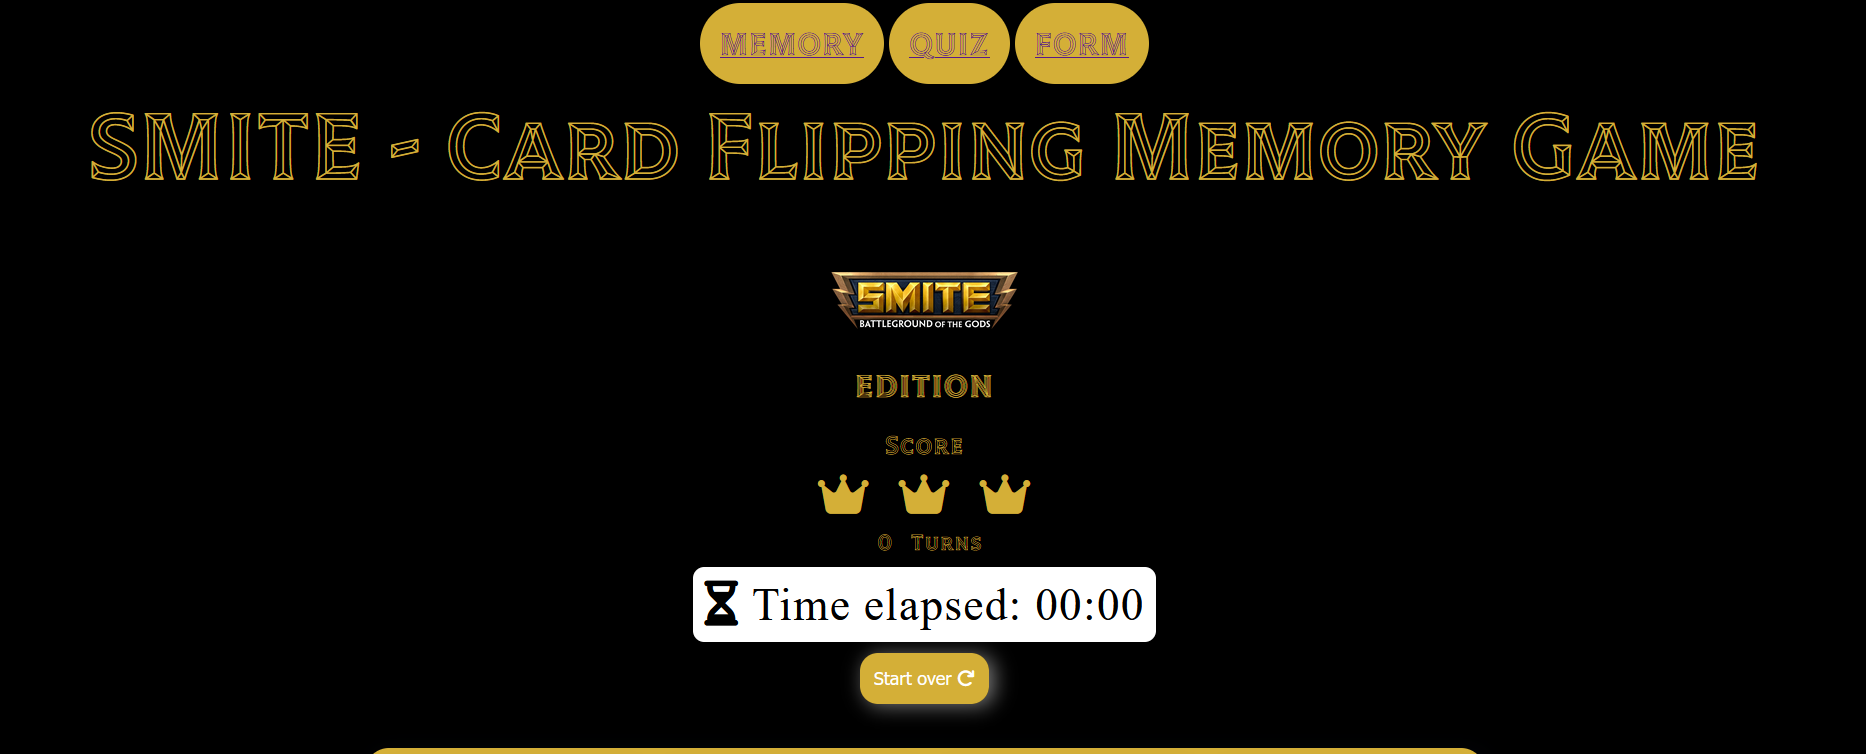 MEMORY QUIZ FORM
SMITE - Card Flipping Memory Game
SMITE
BATTLEGROUND OF THE GODS
EDITION
Score
0 Turns
Time elapsed: 00:00
Start over